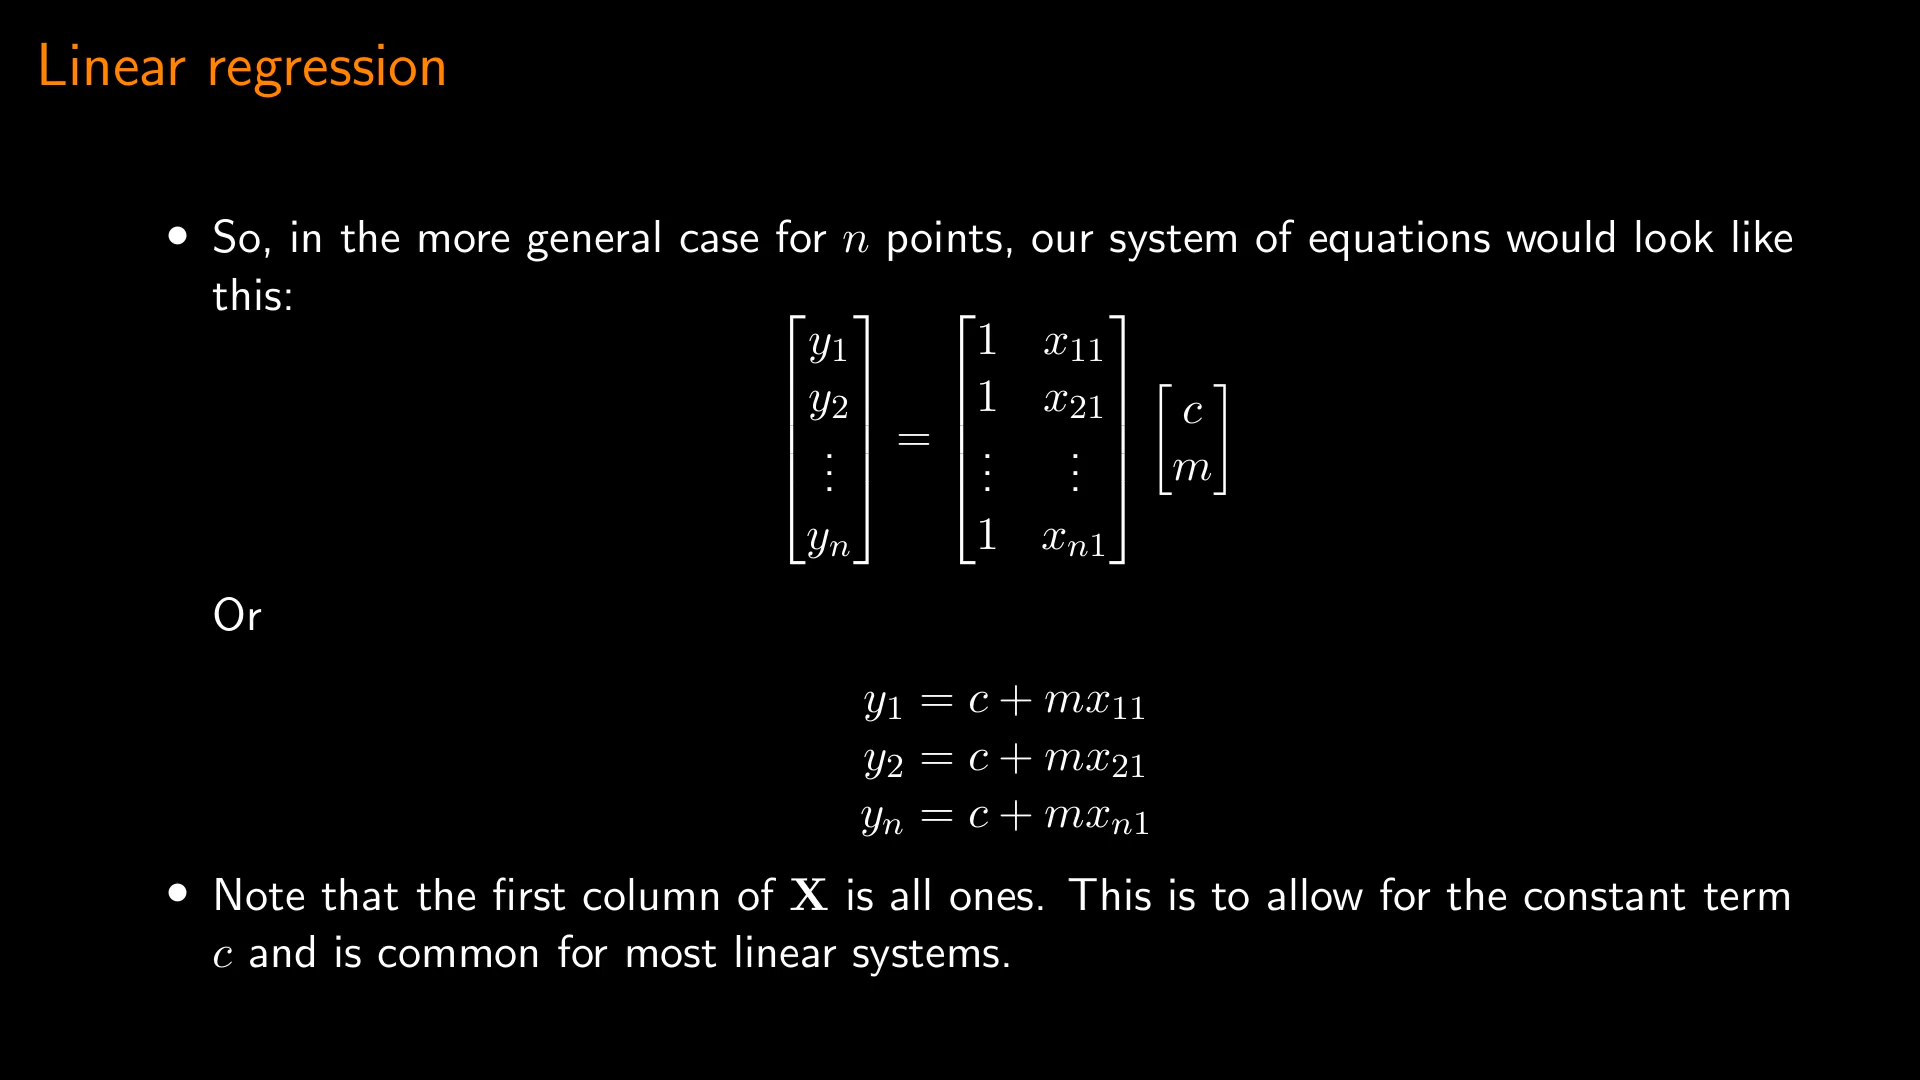 Linear regression
• So, in the more general case for n points, our system of equations would look like
this:
[y₁; y₂; ⋮; yₙ] = [1 x₁₁; 1 x₂₁; ⋮ ⋮; 1 xₙ₁] [c; m]
Or
y₁ = c + mx₁₁
y₂ = c + mx₂₁
yₙ = c + mxₙ₁
• Note that the first column of X is all ones. This is to allow for the constant term
c and is common for most linear systems.